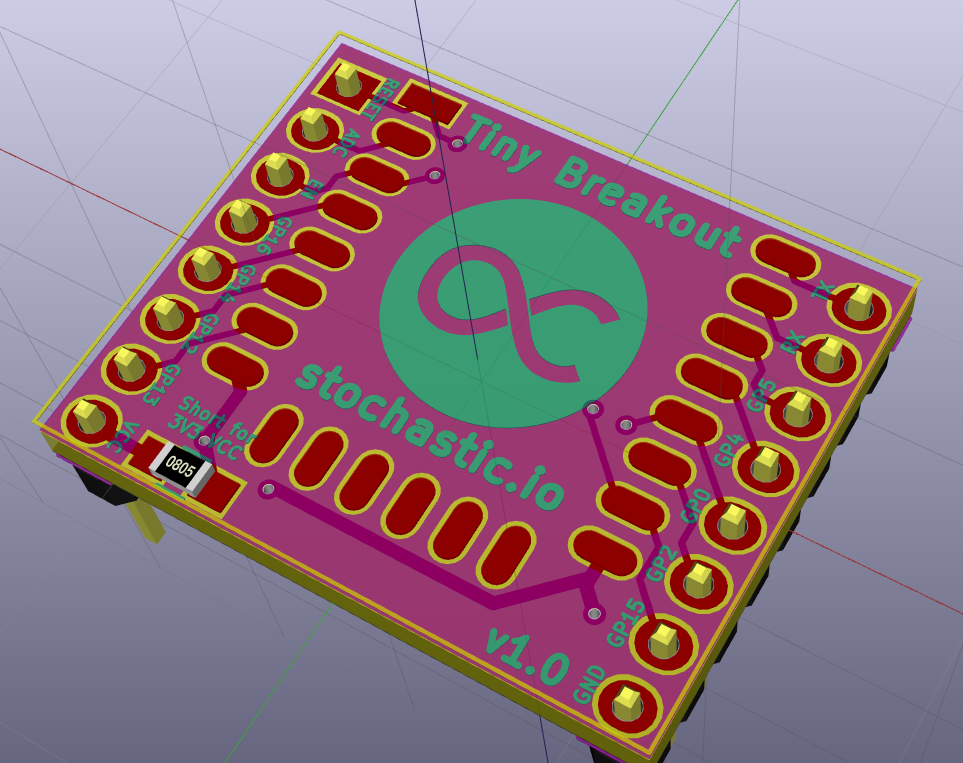 Tiny Breakout
stochastic.io
v1.0
RESET
ADC
EN
GP16
GP14
GP12
GP13
VCC
Short for
3V3 VCC
0805
TX
RX
GP5
GP4
GP0
GP2
GP15
GND